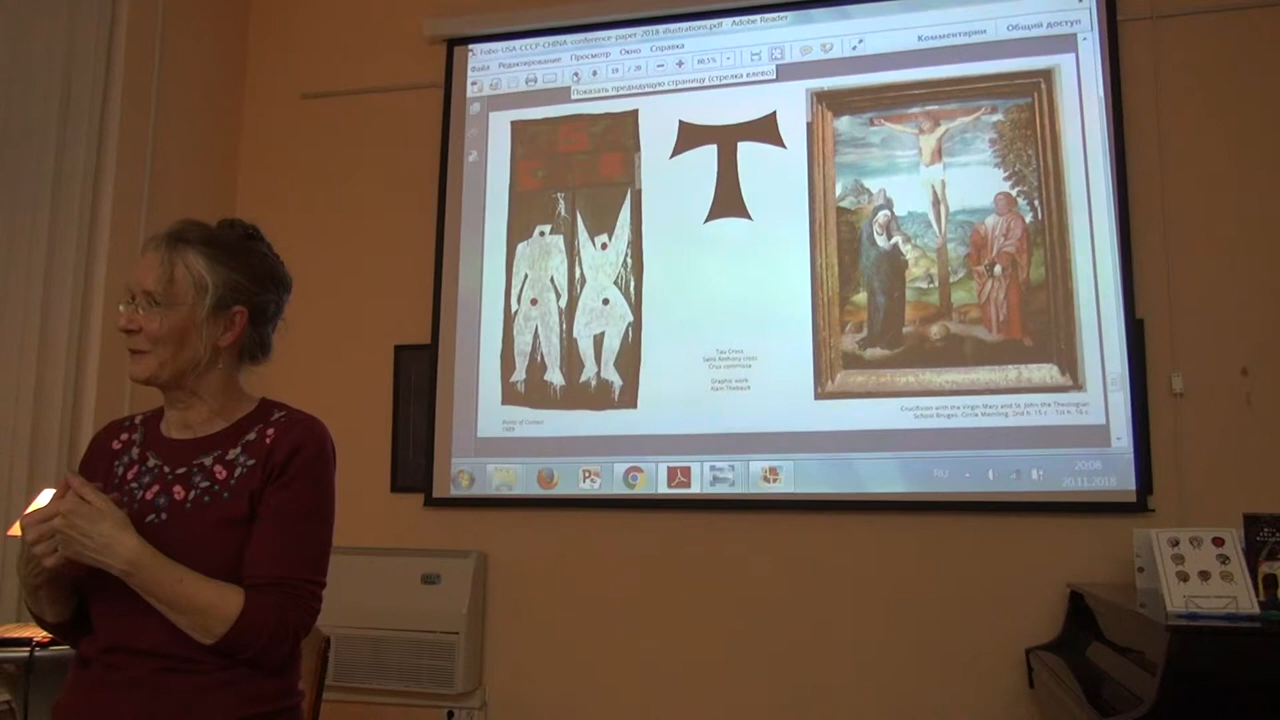 Fobo-USA-CCCP-CHINA-conference-paper-2018-illustrations.pdf - Adobe Reader
Файл Редактирование Просмотр Окно Справка
Комментарии Общий доступ
19 / 20 80,5%
Показать предыдущую страницу (стрелка влево)
Tau Cross
Saint Anthony cross
Crux commissa
Graphic work
Points of Contact
1989
Crucifixion with the Virgin Mary and St. John the Theologian
School Bruges. Circle Memling. 2nd h. 15 c - 1st h. 16 c.
RU
20:08
20.11.2018